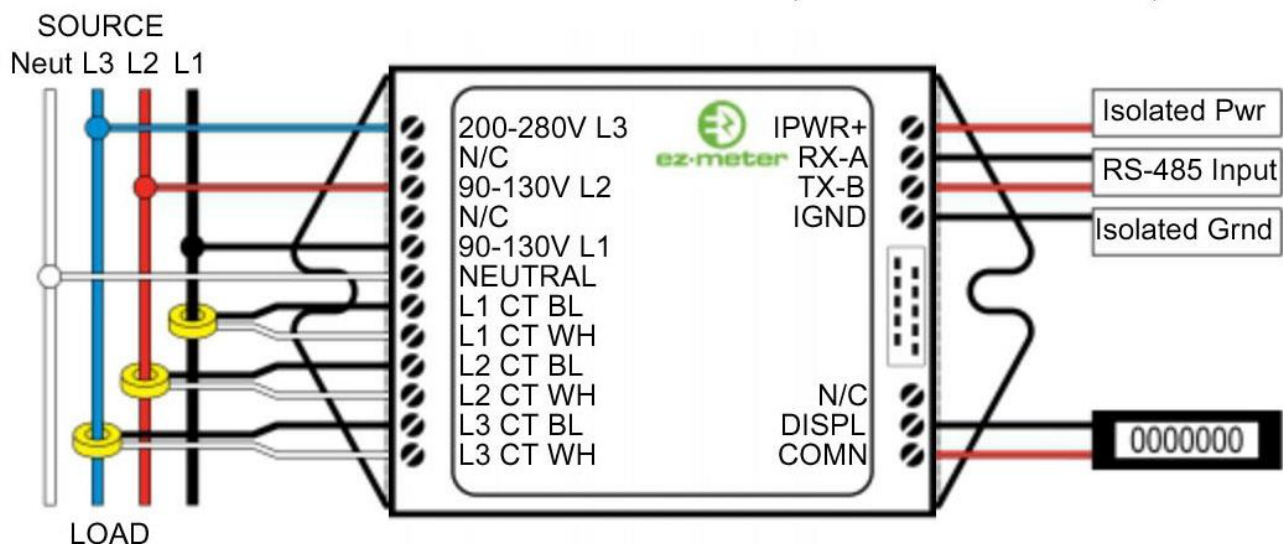 SOURCE
Neut L3 L2 L1
200-280V L3
N/C
90-130V L2
N/C
90-130V L1
NEUTRAL
L1 CT BL
L1 CT WH
L2 CT BL
L2 CT WH
L3 CT BL
L3 CT WH
LOAD
ez-meter
IPWR+
RX-A
TX-B
IGND
N/C
DISPL
COMN
Isolated Pwr
RS-485 Input
Isolated Grnd
0000000